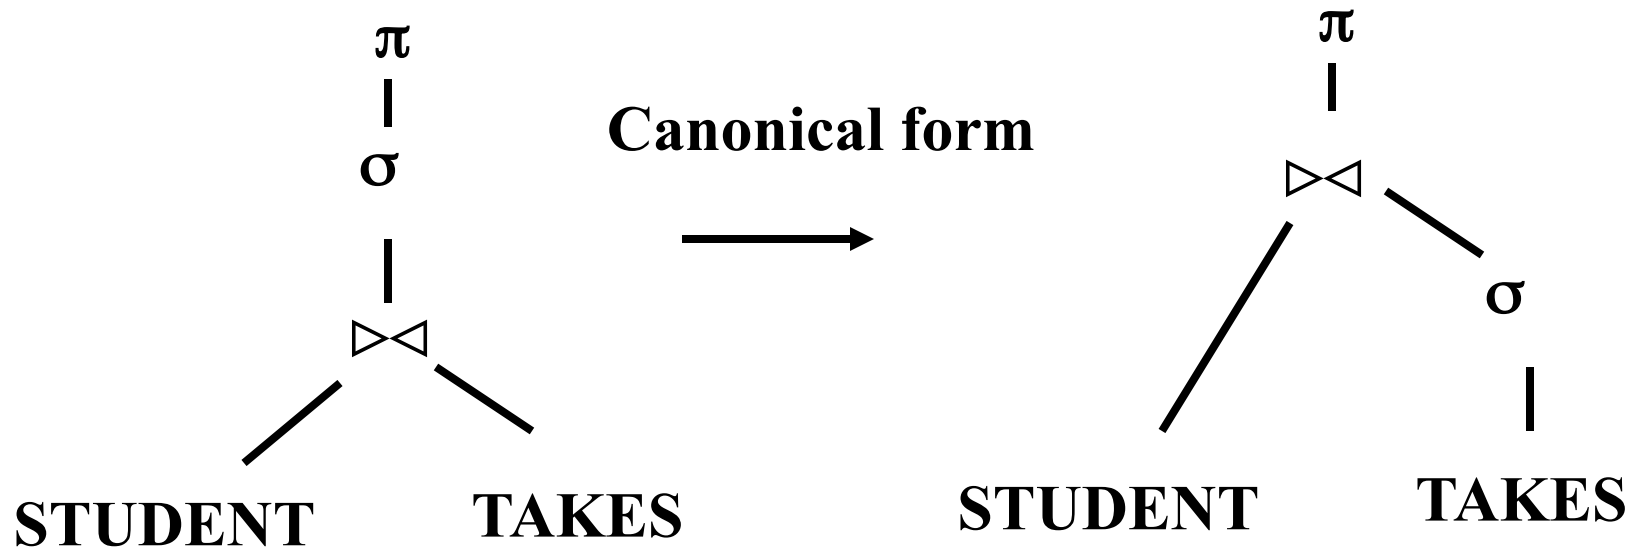 π
σ
⋈
STUDENT
TAKES
Canonical form
π
⋈
σ
STUDENT
TAKES